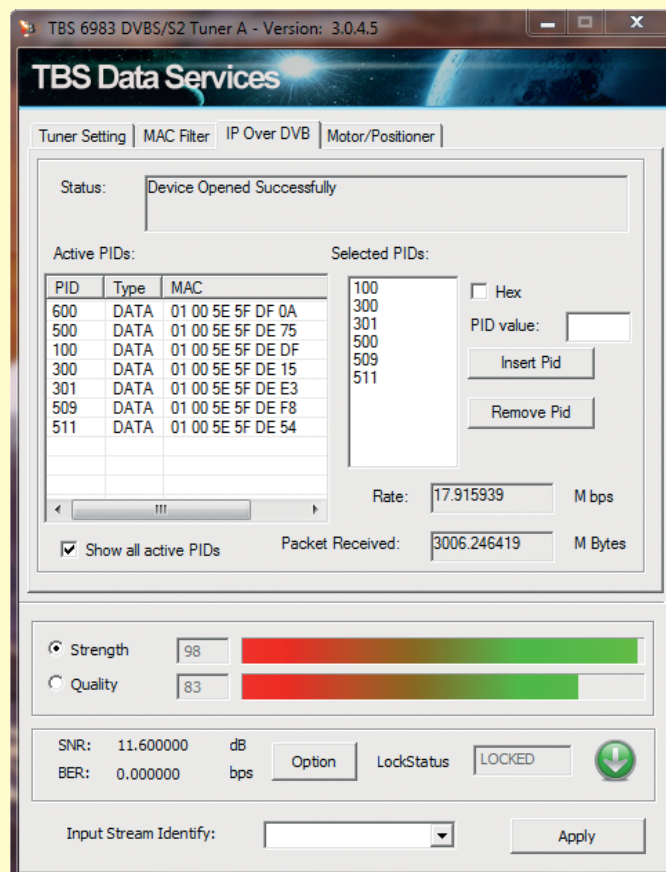 TBS 6983 DVBS/S2 Tuner A - Version: 3.0.4.5
TBS Data Services
Tuner Setting MAC Filter IP Over DVB Motor/Positioner
Status: Device Opened Successfully
Active PIDs: Selected PIDs:
PID Type MAC
600 DATA 01 00 5E 5F DF 0A
500 DATA 01 00 5E 5F DE 75
100 DATA 01 00 5E 5F DE DF
300 DATA 01 00 5E 5F DE 15
301 DATA 01 00 5E 5F DE E3
509 DATA 01 00 5E 5F DE F8
511 DATA 01 00 5E 5F DE 54
100
300
301
500
509
511
Hex
PID value:
Insert Pid
Remove Pid
Rate: 17.915939 M bps
Show all active PIDs
Packet Received: 3006.246419 M Bytes
Strength 98
Quality 83
SNR: 11.600000 dB
BER: 0.000000 bps
Option
LockStatus LOCKED
Input Stream Identify:
Apply